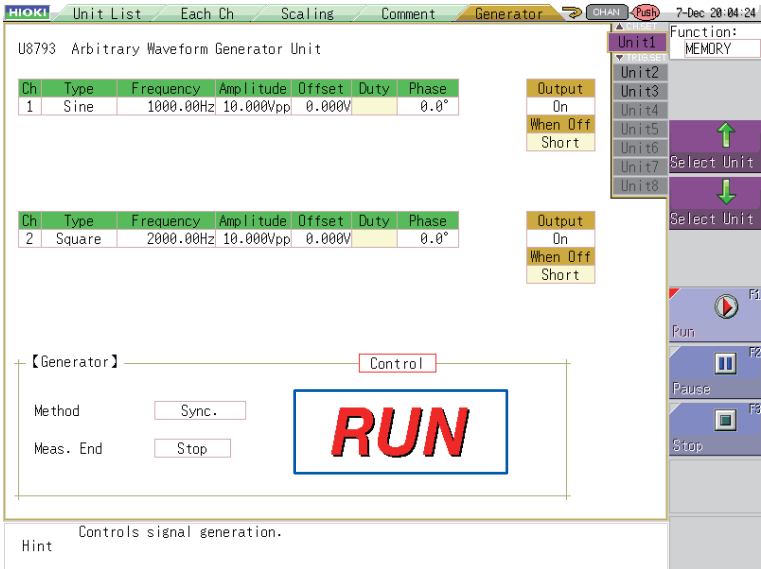 HIOKI Unit List Each Ch Scaling Comment Generator CHAN Push 7-Dec 20:04:24
U8793 Arbitrary Waveform Generator Unit
Ch Type Frequency Amplitude Offset Duty Phase
1 Sine 1000.00Hz 10.000Vpp 0.000V 0.0°
Output
On
When Off
Short
Ch Type Frequency Amplitude Offset Duty Phase
2 Square 2000.00Hz 10.000Vpp 0.000V 0.0°
Output
On
When Off
Short
【Generator】 Control
Method Sync.
Meas. End Stop
RUN
Hint Controls signal generation.
▲ CH.SET
Unit1
▼ TRIG.SET
Unit2
Unit3
Unit4
Unit5
Unit6
Unit7
Unit8
Function:
MEMORY
Select Unit
Select Unit
F1
Run
F2
Pause
F3
Stop